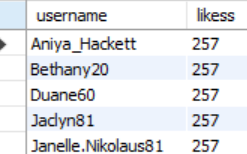 username likess
Aniya_Hackett 257
Bethany20 257
Duane60 257
Jaclyn81 257
Janelle.Nikolaus81 257